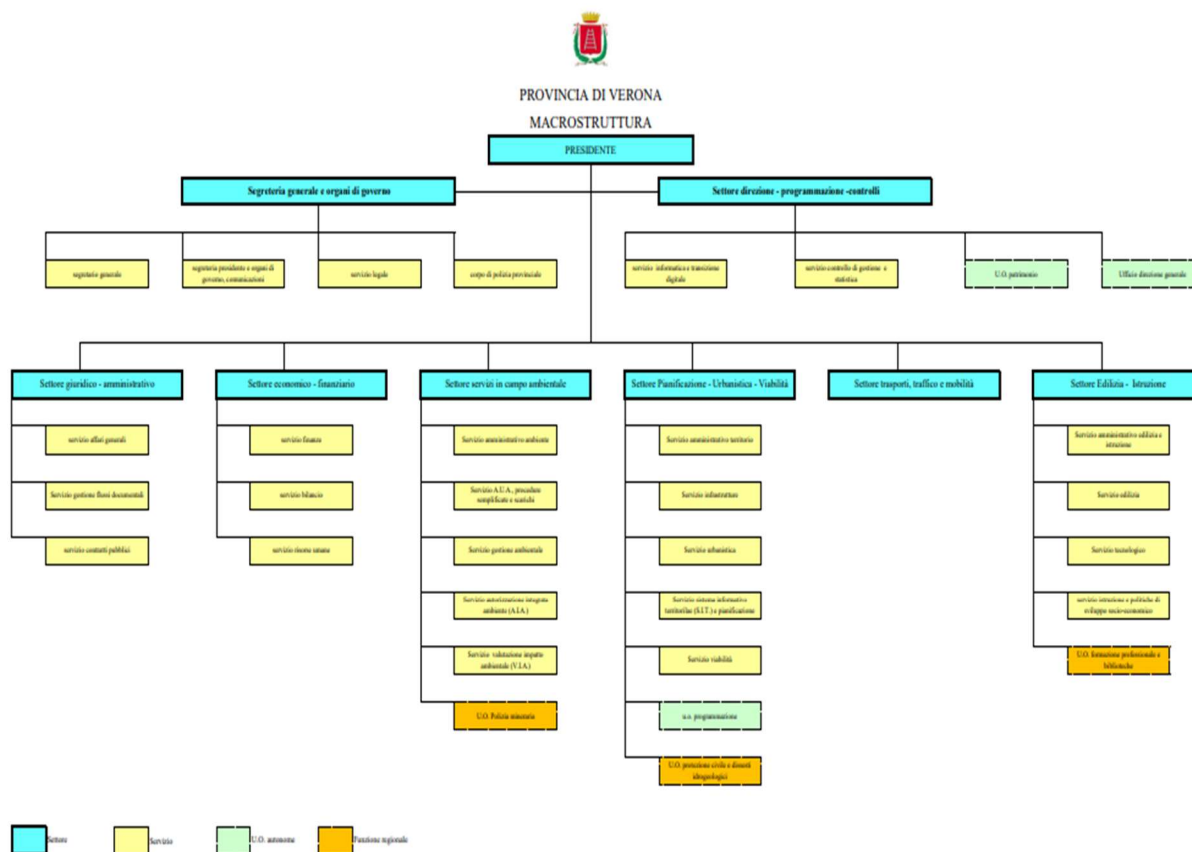 PROVINCIA DI VERONA
MACROSTRUTTURA
PRESIDENTE
Segreteria generale e organi di governo
Settore direzione - programmazione -controlli
segretario generale
segreteria presidente e organi di
governo, comunicazioni
servizio legale
corpo di polizia provinciale
servizio informatica e transizione
digitale
servizio controllo di gestione e
statistica
U.O. patrimonio
Ufficio direzione generale
Settore giuridico - amministrativo
Settore economico - finanziario
Settore servizi in campo ambientale
Settore Pianificazione - Urbanistica - Viabilità
Settore trasporti, traffico e mobilità
Settore Edilizia - Istruzione
servizio affari generali
Servizio gestione flussi documentali
servizio contratti pubblici
servizio finanze
servizio bilancio
servizio risorse umane
Servizio amministrativo ambiente
Servizio A.U.A., procedure
semplificate e scarichi
Servizio gestione ambientale
Servizio autorizzazione integrata
ambiente (A.I.A.)
Servizio valutazione impatto
ambientale (V.I.A.)
U.O. Polizia mineraria
Servizio amministrativo territorio
Servizio infrastrutture
Servizio urbanistica
Servizio sistema informativo
territorilae (S.I.T.) e pianificazione
Servizio viabilità
u.o. programmazione
U.O. protezione civile e dissesti
idrogeologici
Servizio amministrativo edilizia e
istruzione
Servizio edilizia
Servizio tecnologico
servizio istruzione e politiche di
sviluppo socio-economico
U.O. formazione professionale e
biblioteche
Settore
Servizio
U.O. autonome
Funzione regionale